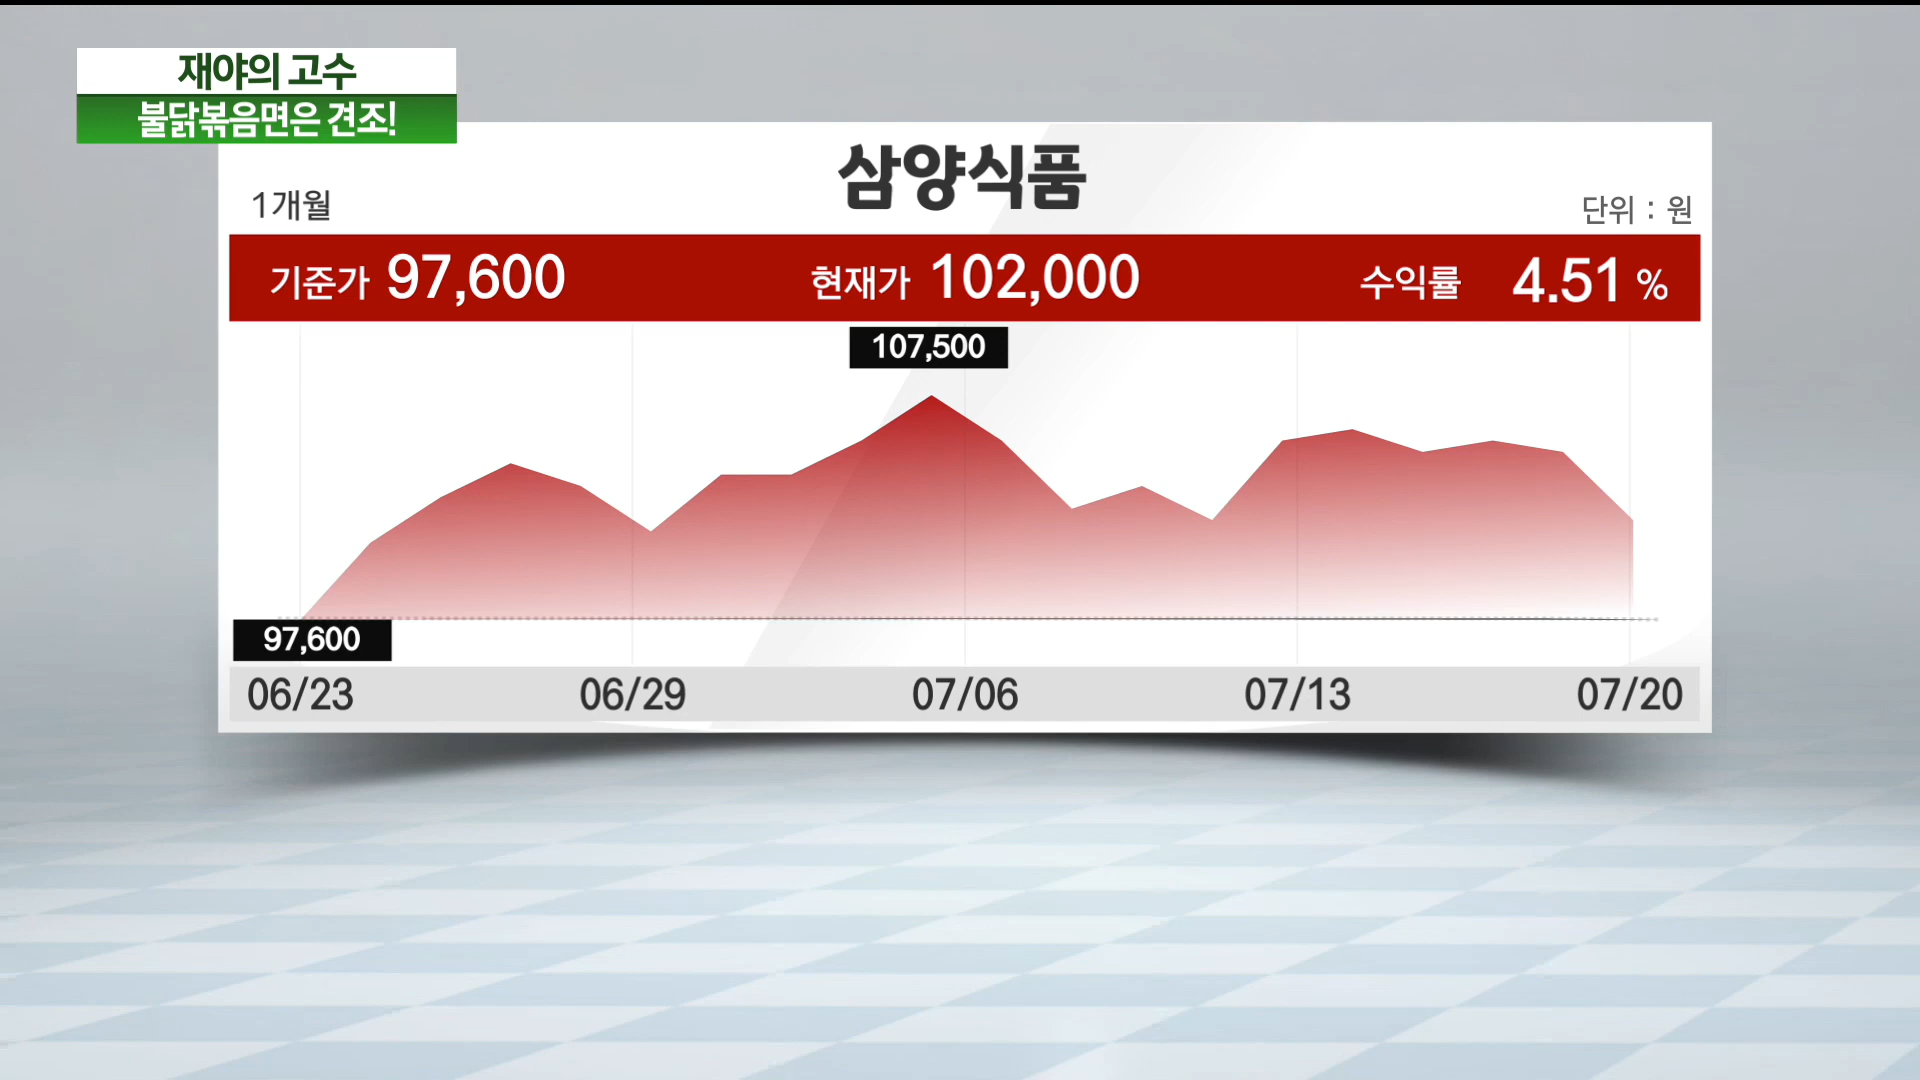 재야의 고수
불닭볶음면은 견조!
삼양식품
1개월
단위 : 원
기준가 97,600 현재가 102,000 수익률 4.51 %
107,500
97,600
06/23 06/29 07/06 07/13 07/20